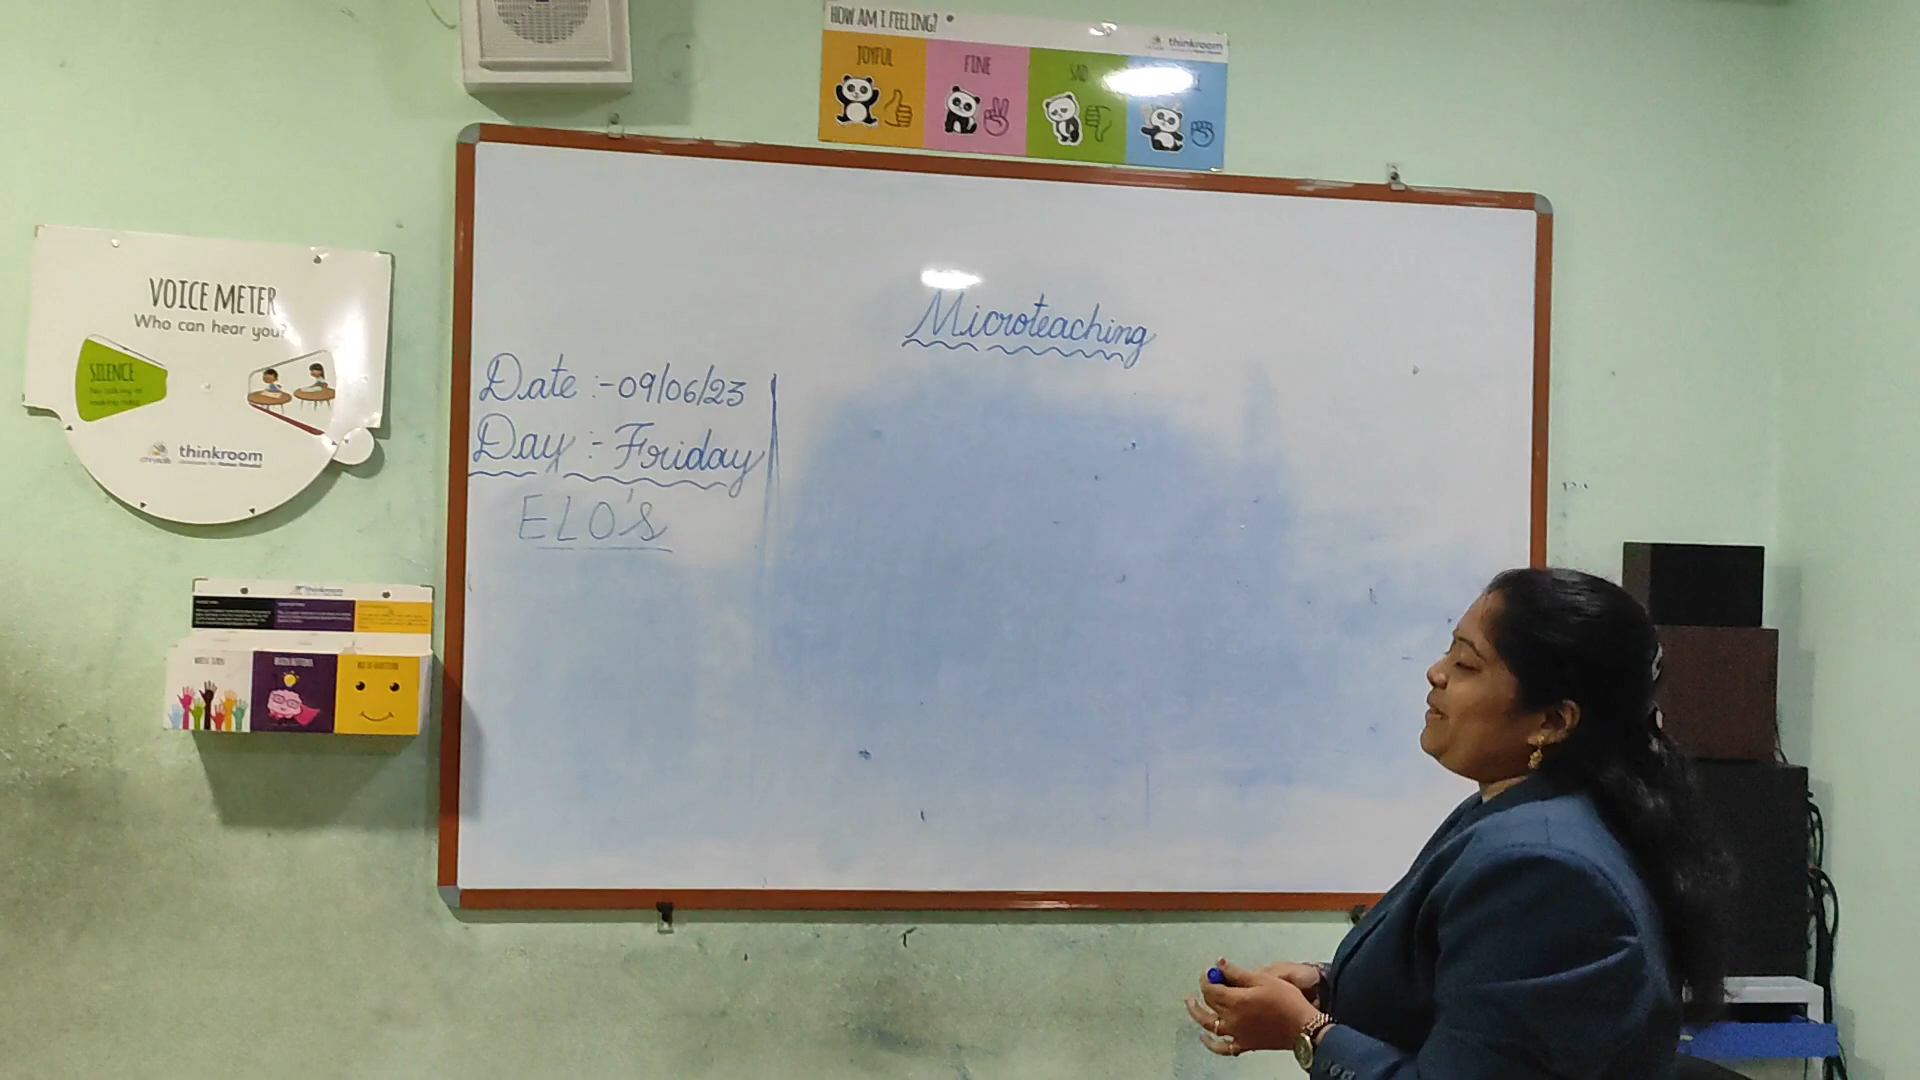 HOW AM I FEELING?
thinkroom
JOYFUL
FINE
SAD
VOICE METER
Who can hear you?
SILENCE
thinkroom
Microteaching
Date :- 09/06/23
Day :- Friday
ELO's
thinkroom